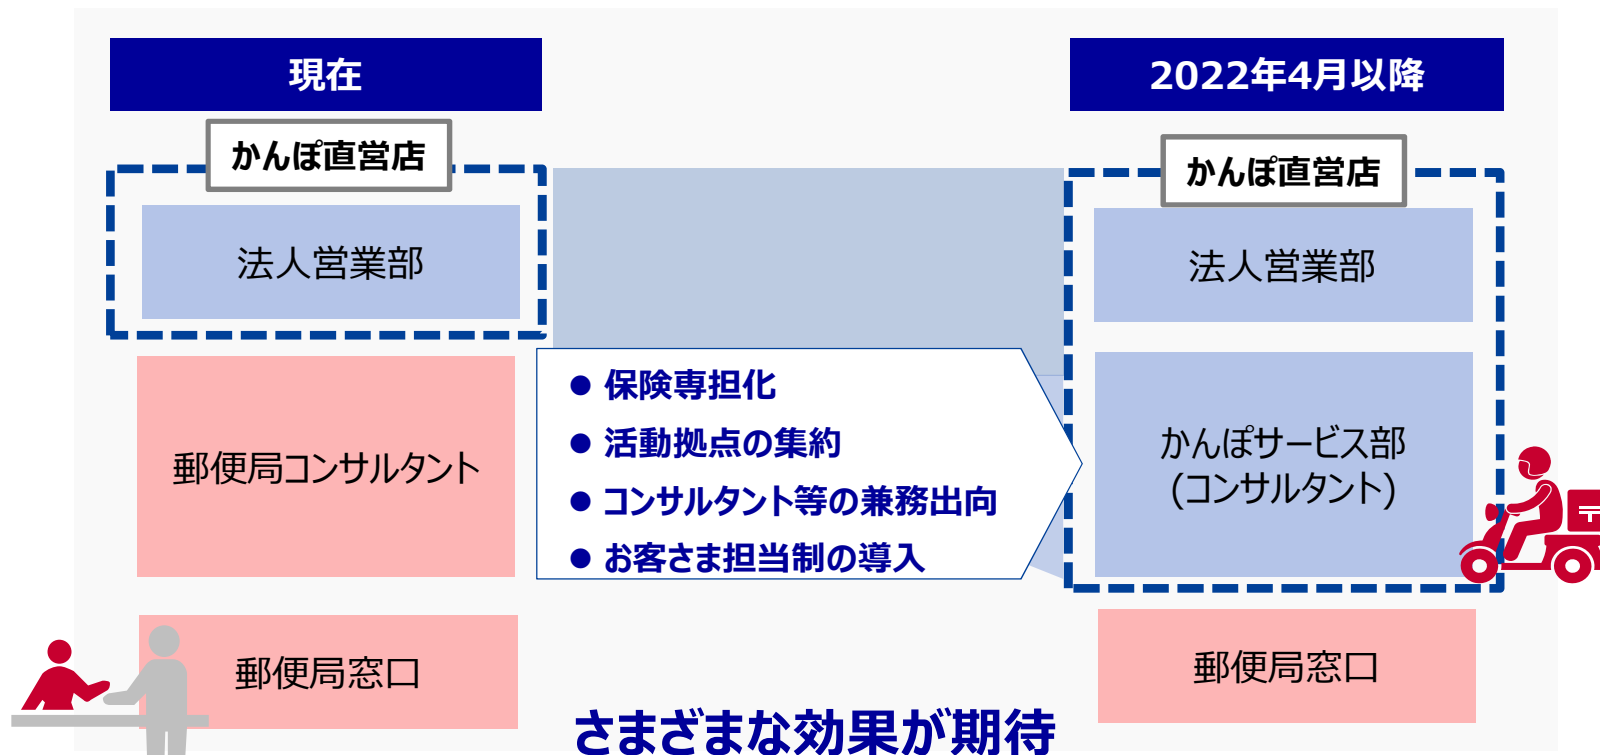 現在
かんぽ直営店
法人営業部
郵便局コンサルタント
郵便局窓口
● 保険専担化
● 活動拠点の集約
● コンサルタント等の兼務出向
● お客さま担当制の導入
2022年4月以降
かんぽ直営店
法人営業部
かんぽサービス部
(コンサルタント)
〒
郵便局窓口
さまざまな効果が期待